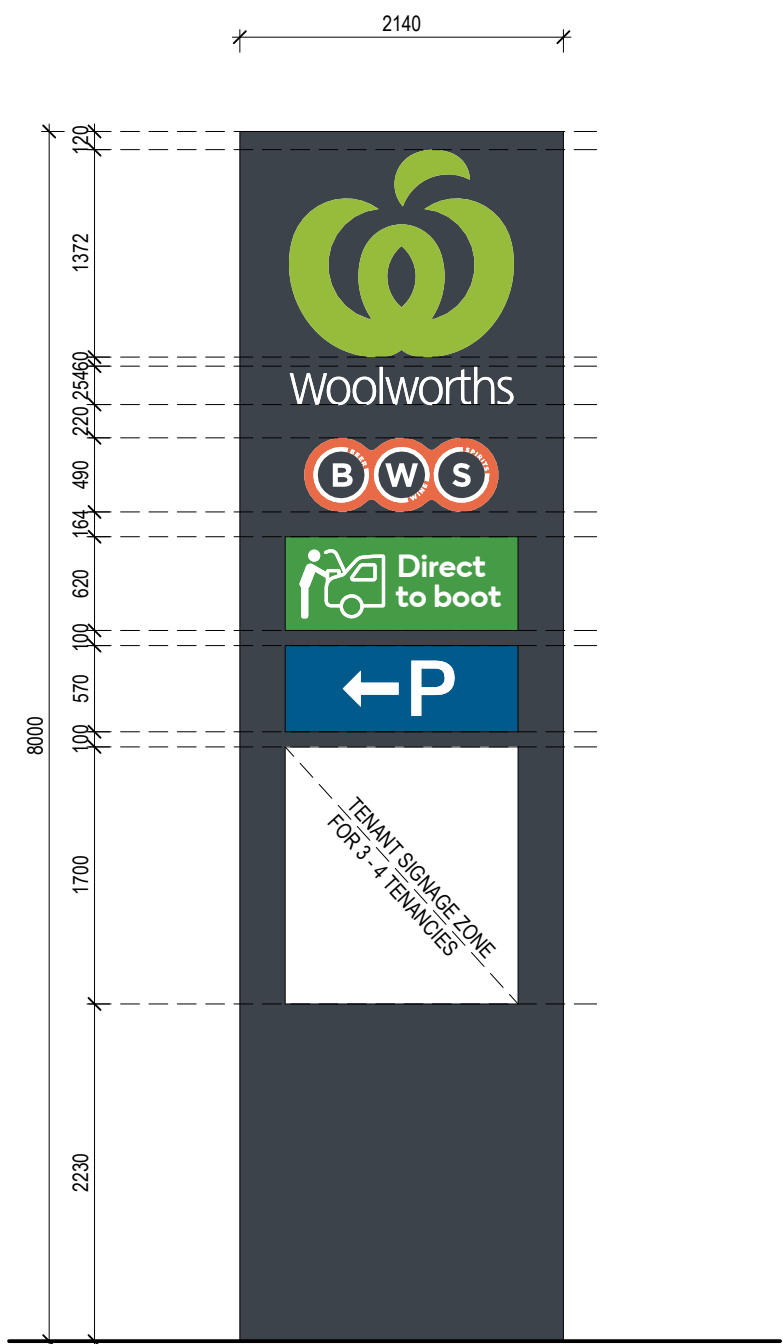 2140
120
1372
60
254
220
490
164
620
100
570
100
1700
2230
8000
Woolworths
BEER
SPIRITS
B W S
WINE
Direct
to boot
P
TENANT SIGNAGE ZONE
FOR 3 - 4 TENANCIES